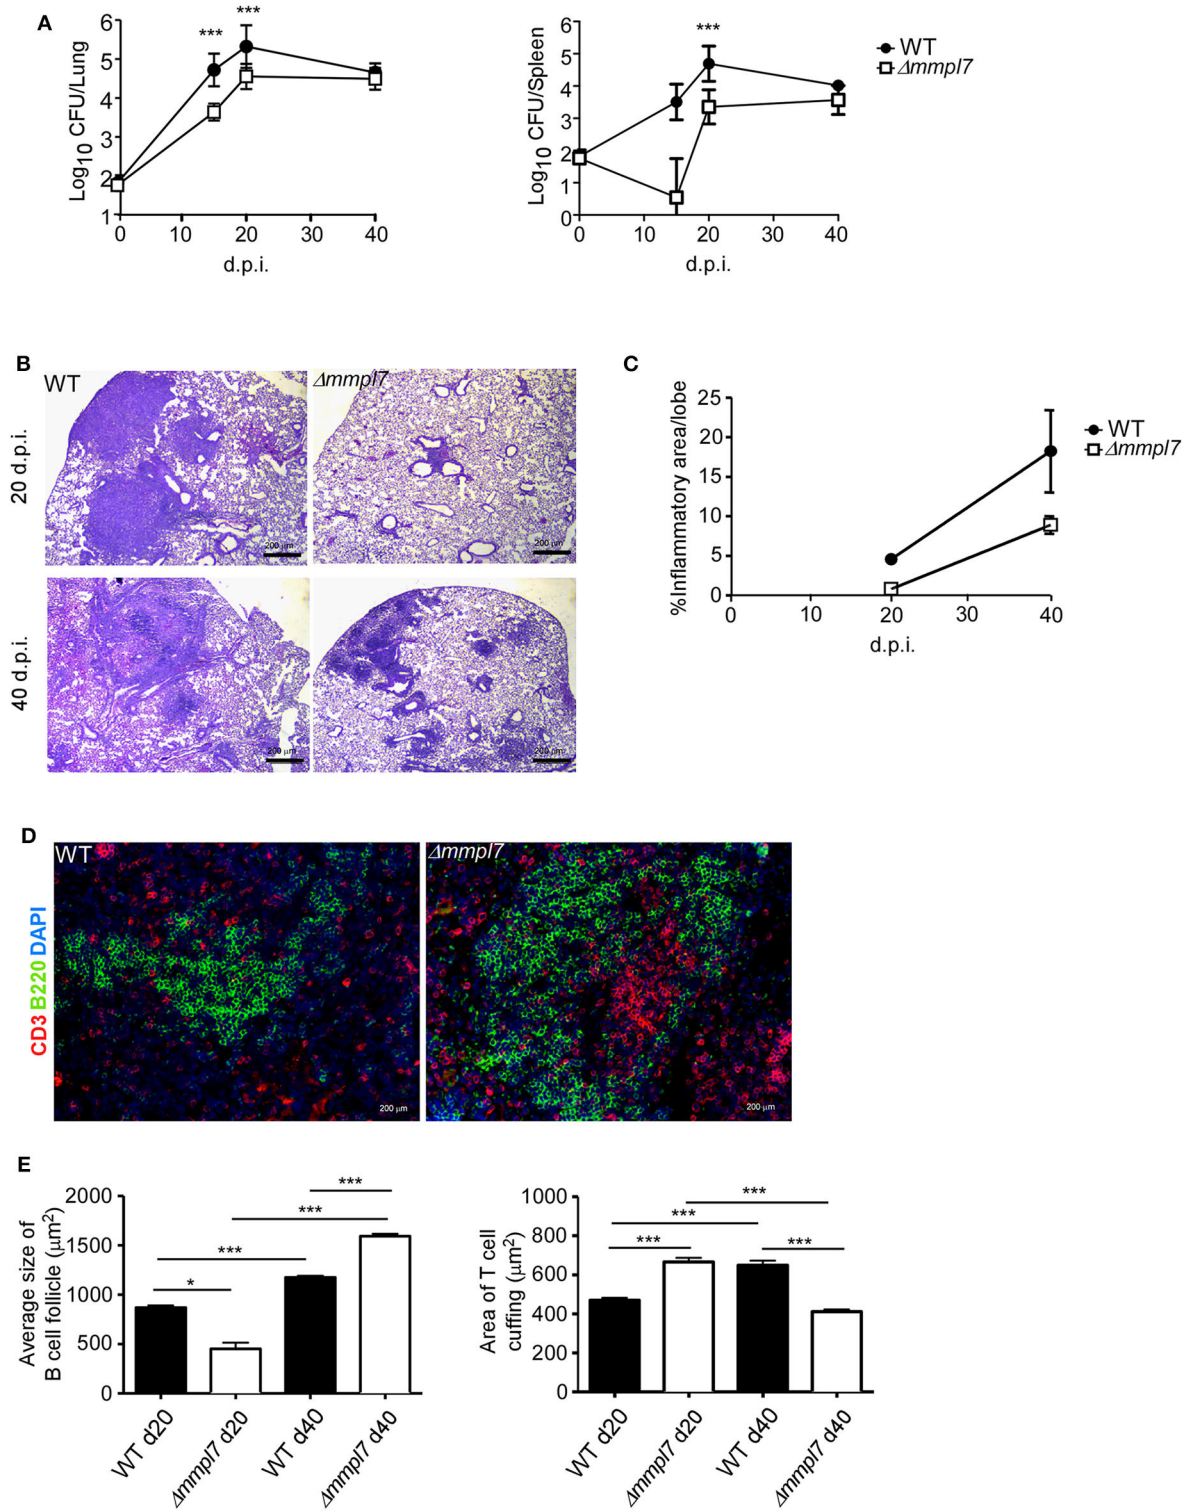 A
Log10 CFU/Lung
6
5
4
3
2
1
***
***
0
10
20
30
40
d.p.i.
Log10 CFU/Spleen
6
5
4
3
2
1
0
***
0
10
20
30
40
d.p.i.
WT
Δmmpl7
B
WT
Δmmpl7
20 d.p.i.
200 µm
200 µm
40 d.p.i.
200 µm
200 µm
C
%Inflammatory area/lobe
25
20
15
10
5
0
0
10
20
30
40
d.p.i.
WT
Δmmpl7
D
CD3 B220 DAPI
WT
200 µm
Δmmpl7
200 µm
E
Average size of
B cell follicle (µm²)
2000
1500
1000
500
0
***
***
***
*
WT d20
Δmmpl7 d20
WT d40
Δmmpl7 d40
Area of T cell
cuffing (µm²)
1000
800
600
400
200
0
***
***
***
***
WT d20
Δmmpl7 d20
WT d40
Δmmpl7 d40